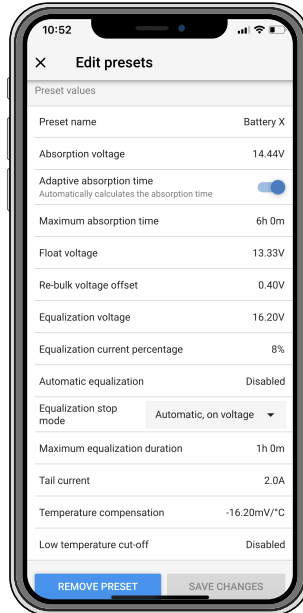 10:52
Edit presets
Preset values
Preset name Battery X
Absorption voltage 14.44V
Adaptive absorption time
Automatically calculates the absorption time
Maximum absorption time 6h 0m
Float voltage 13.33V
Re-bulk voltage offset 0.40V
Equalization voltage 16.20V
Equalization current percentage 8%
Automatic equalization Disabled
Equalization stop mode Automatic, on voltage
Maximum equalization duration 1h 0m
Tail current 2.0A
Temperature compensation -16.20mV/°C
Low temperature cut-off Disabled
REMOVE PRESET SAVE CHANGES